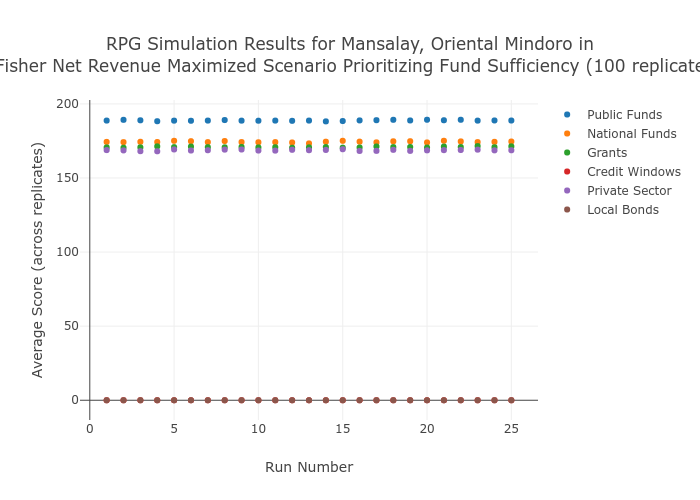 RPG Simulation Results for Mansalay, Oriental Mindoro in
Fisher Net Revenue Maximized Scenario Prioritizing Fund Sufficiency (100 replicate
200
150
100
50
0
0
5
10
15
20
25
Average Score (across replicates)
Run Number
Public Funds
National Funds
Grants
Credit Windows
Private Sector
Local Bonds